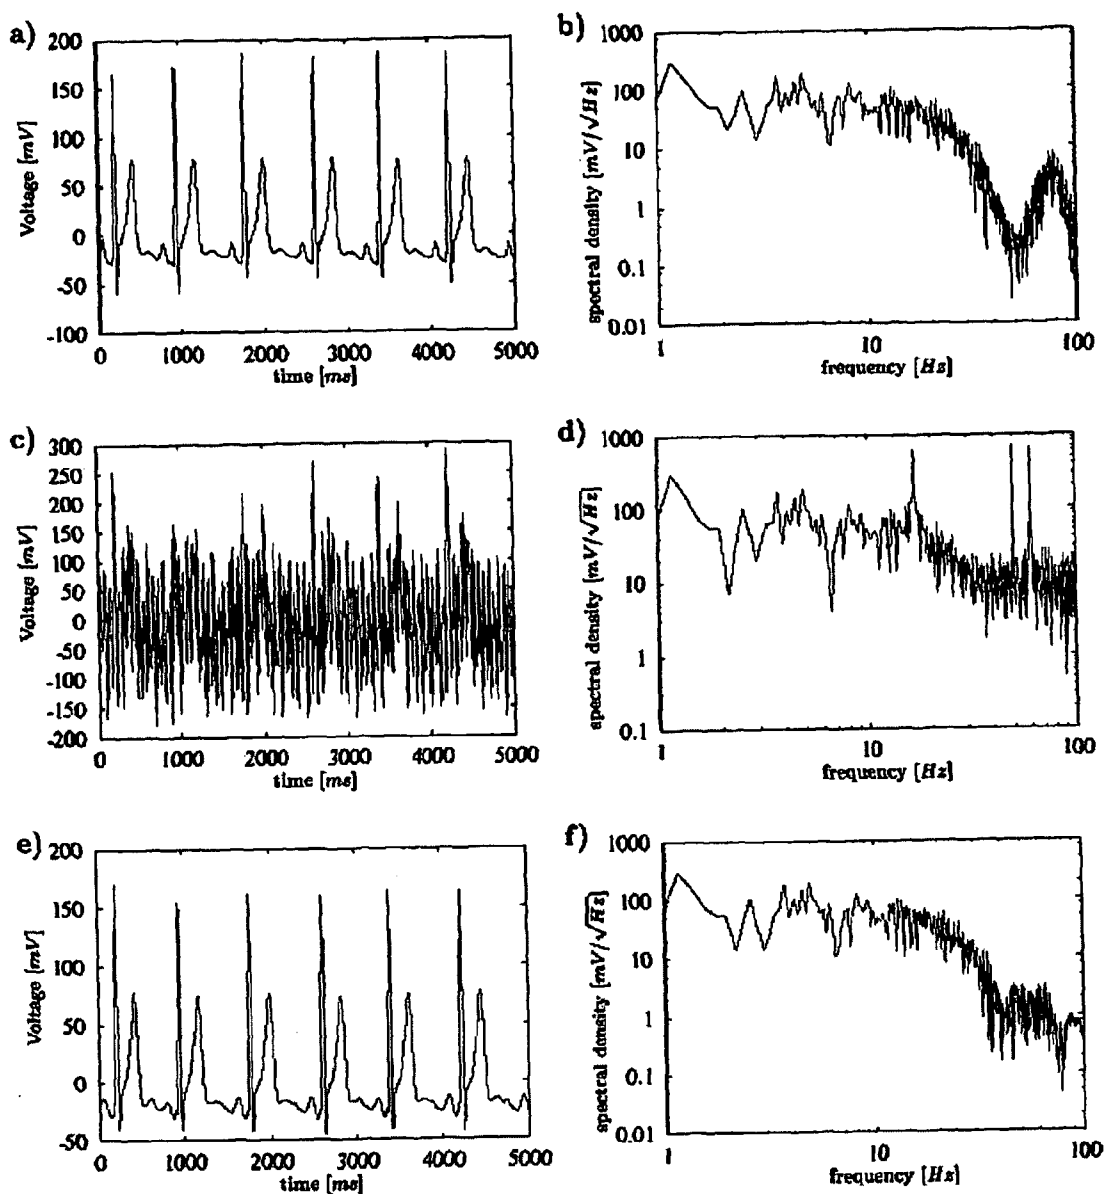 a)
200
150
100
50
0
-50
-100
Voltage [mV]
0 1000 2000 3000 4000 5000
time [ms]
b)
1000
100
10
1
0.1
0.01
spectral density [mV/√Hz]
1 10 100
frequency [Hz]
c)
300
250
200
150
100
50
0
-50
-100
-150
-200
Voltage [mV]
0 1000 2000 3000 4000 5000
time [ms]
d)
1000
100
10
1
0.1
spectral density [mV/√Hz]
1 10 100
frequency [Hz]
e)
200
150
100
50
0
-50
Voltage [mV]
0 1000 2000 3000 4000 5000
time [ms]
f)
1000
100
10
1
0.1
0.01
spectral density [mV/√Hz]
1 10 100
frequency [Hz]